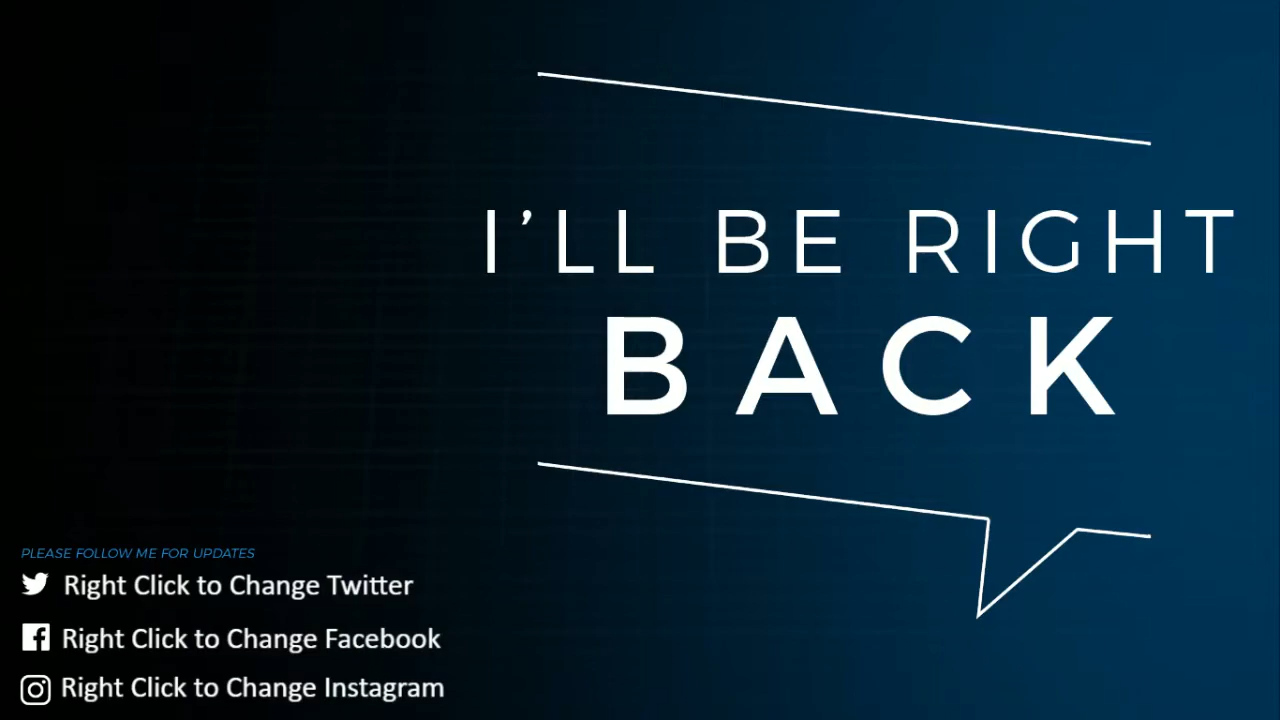 I’LL BE RIGHT
BACK
PLEASE FOLLOW ME FOR UPDATES
Right Click to Change Twitter
Right Click to Change Facebook
Right Click to Change Instagram